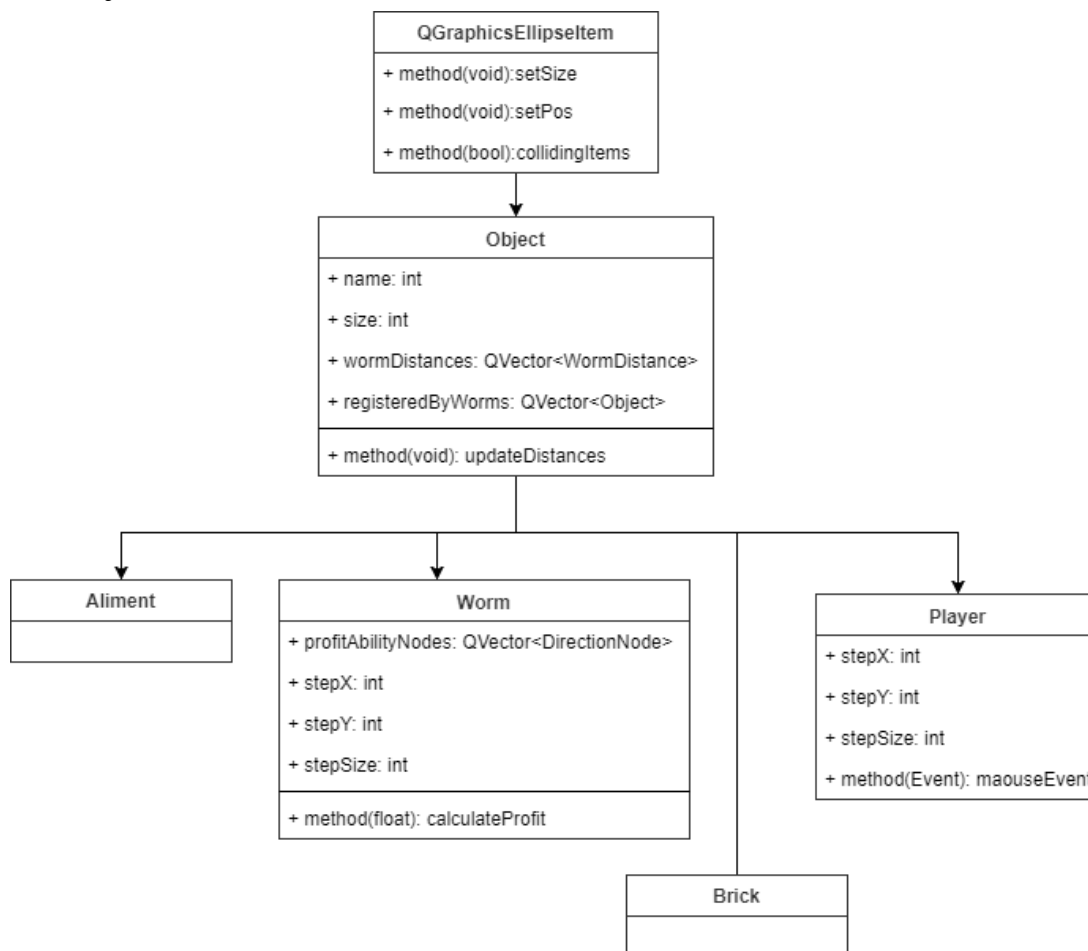 QGraphicsEllipseItem
+ method(void):setSize
+ method(void):setPos
+ method(bool):collidingItems
Object
+ name: int
+ size: int
+ wormDistances: QVector<WormDistance>
+ registeredByWorms: QVector<Object>
+ method(void): updateDistances
Aliment
Worm
+ profitAbilityNodes: QVector<DirectionNode>
+ stepX: int
+ stepY: int
+ stepSize: int
+ method(float): calculateProfit
Player
+ stepX: int
+ stepY: int
+ stepSize: int
+ method(Event): maouseEvent
Brick